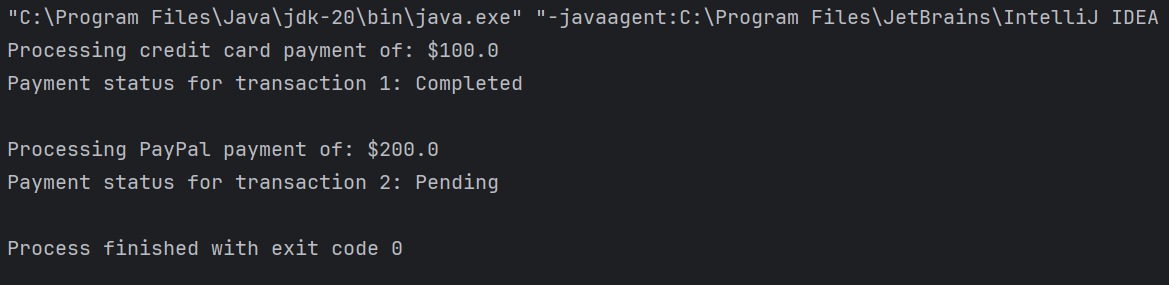 "C:\Program Files\Java\jdk-20\bin\java.exe" "-javaagent:C:\Program Files\JetBrains\IntelliJ IDEA
Processing credit card payment of: $100.0
Payment status for transaction 1: Completed
Processing PayPal payment of: $200.0
Payment status for transaction 2: Pending
Process finished with exit code 0